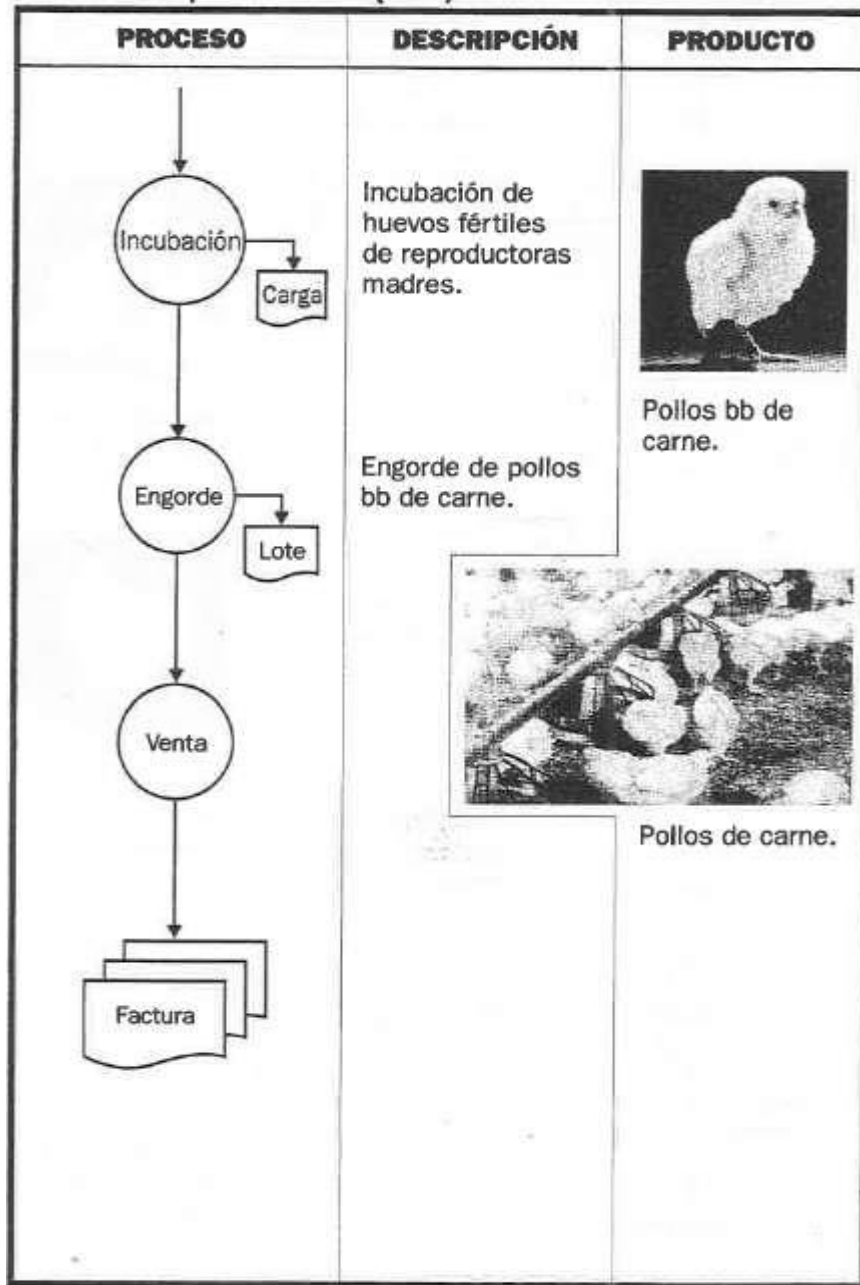 PROCESO
DESCRIPCIÓN
PRODUCTO
Incubación
Carga
Incubación de
huevos fértiles
de reproductoras
madres.
Pollos bb de
carne.
Engorde
Lote
Engorde de pollos
bb de carne.
Venta
Pollos de carne.
Factura